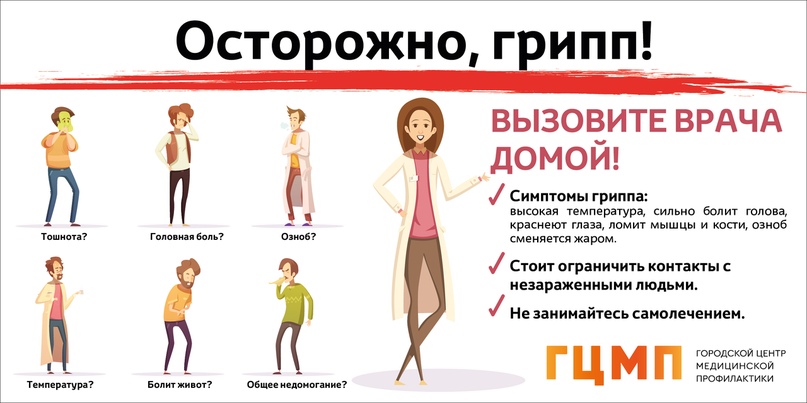 Осторожно, грипп!
ВЫЗОВИТЕ ВРАЧА
ДОМОЙ!
Симптомы гриппа:
высокая температура, сильно болит голова,
краснеют глаза, ломит мышцы и кости, озноб
сменяется жаром.
Стоит ограничить контакты с
незараженными людьми.
Не занимайтесь самолечением.
Тошнота?
Головная боль?
Озноб?
Температура?
Болит живот?
Общее недомогание?
ГЦМП
ГОРОДСКОЙ ЦЕНТР
МЕДИЦИНСКОЙ
ПРОФИЛАКТИКИ